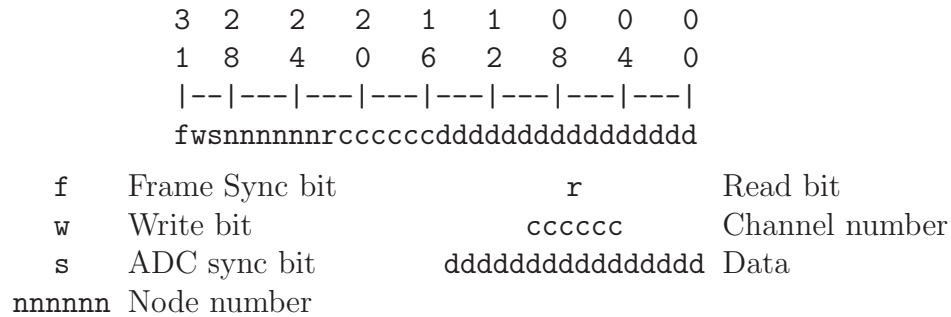 3 2 2 2 1 1 0 0 0
1 8 4 0 6 2 8 4 0
|--|---|---|---|---|---|---|---|
fwsnnnnnnrccccccdddddddddddddddd
f Frame Sync bit r Read bit
w Write bit cccccc Channel number
s ADC sync bit dddddddddddddddd Data
nnnnnn Node number